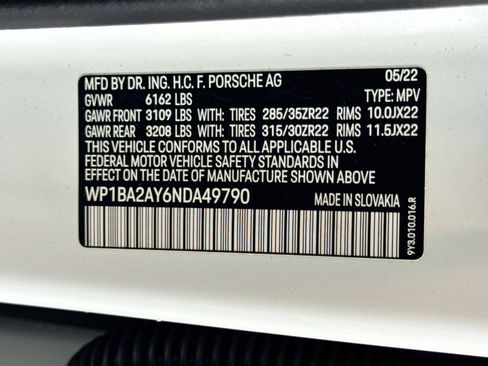 MFD BY DR. ING. H.C. F. PORSCHE AG 05/22
GVWR 6162 LBS TYPE: MPV
GAWR FRONT 3109 LBS WITH: TIRES 285/35ZR22 RIMS 10.0JX22
GAWR REAR 3208 LBS WITH: TIRES 315/30ZR22 RIMS 11.5JX22
THIS VEHICLE CONFORMS TO ALL APPLICABLE U.S.
FEDERAL MOTOR VEHICLE SAFETY STANDARDS IN
EFFECT ON THE DATE OF MANUFACTURE SHOWN ABOVE
WP1BA2AY6NDA49790 MADE IN SLOVAKIA
9Y3.010.016.R